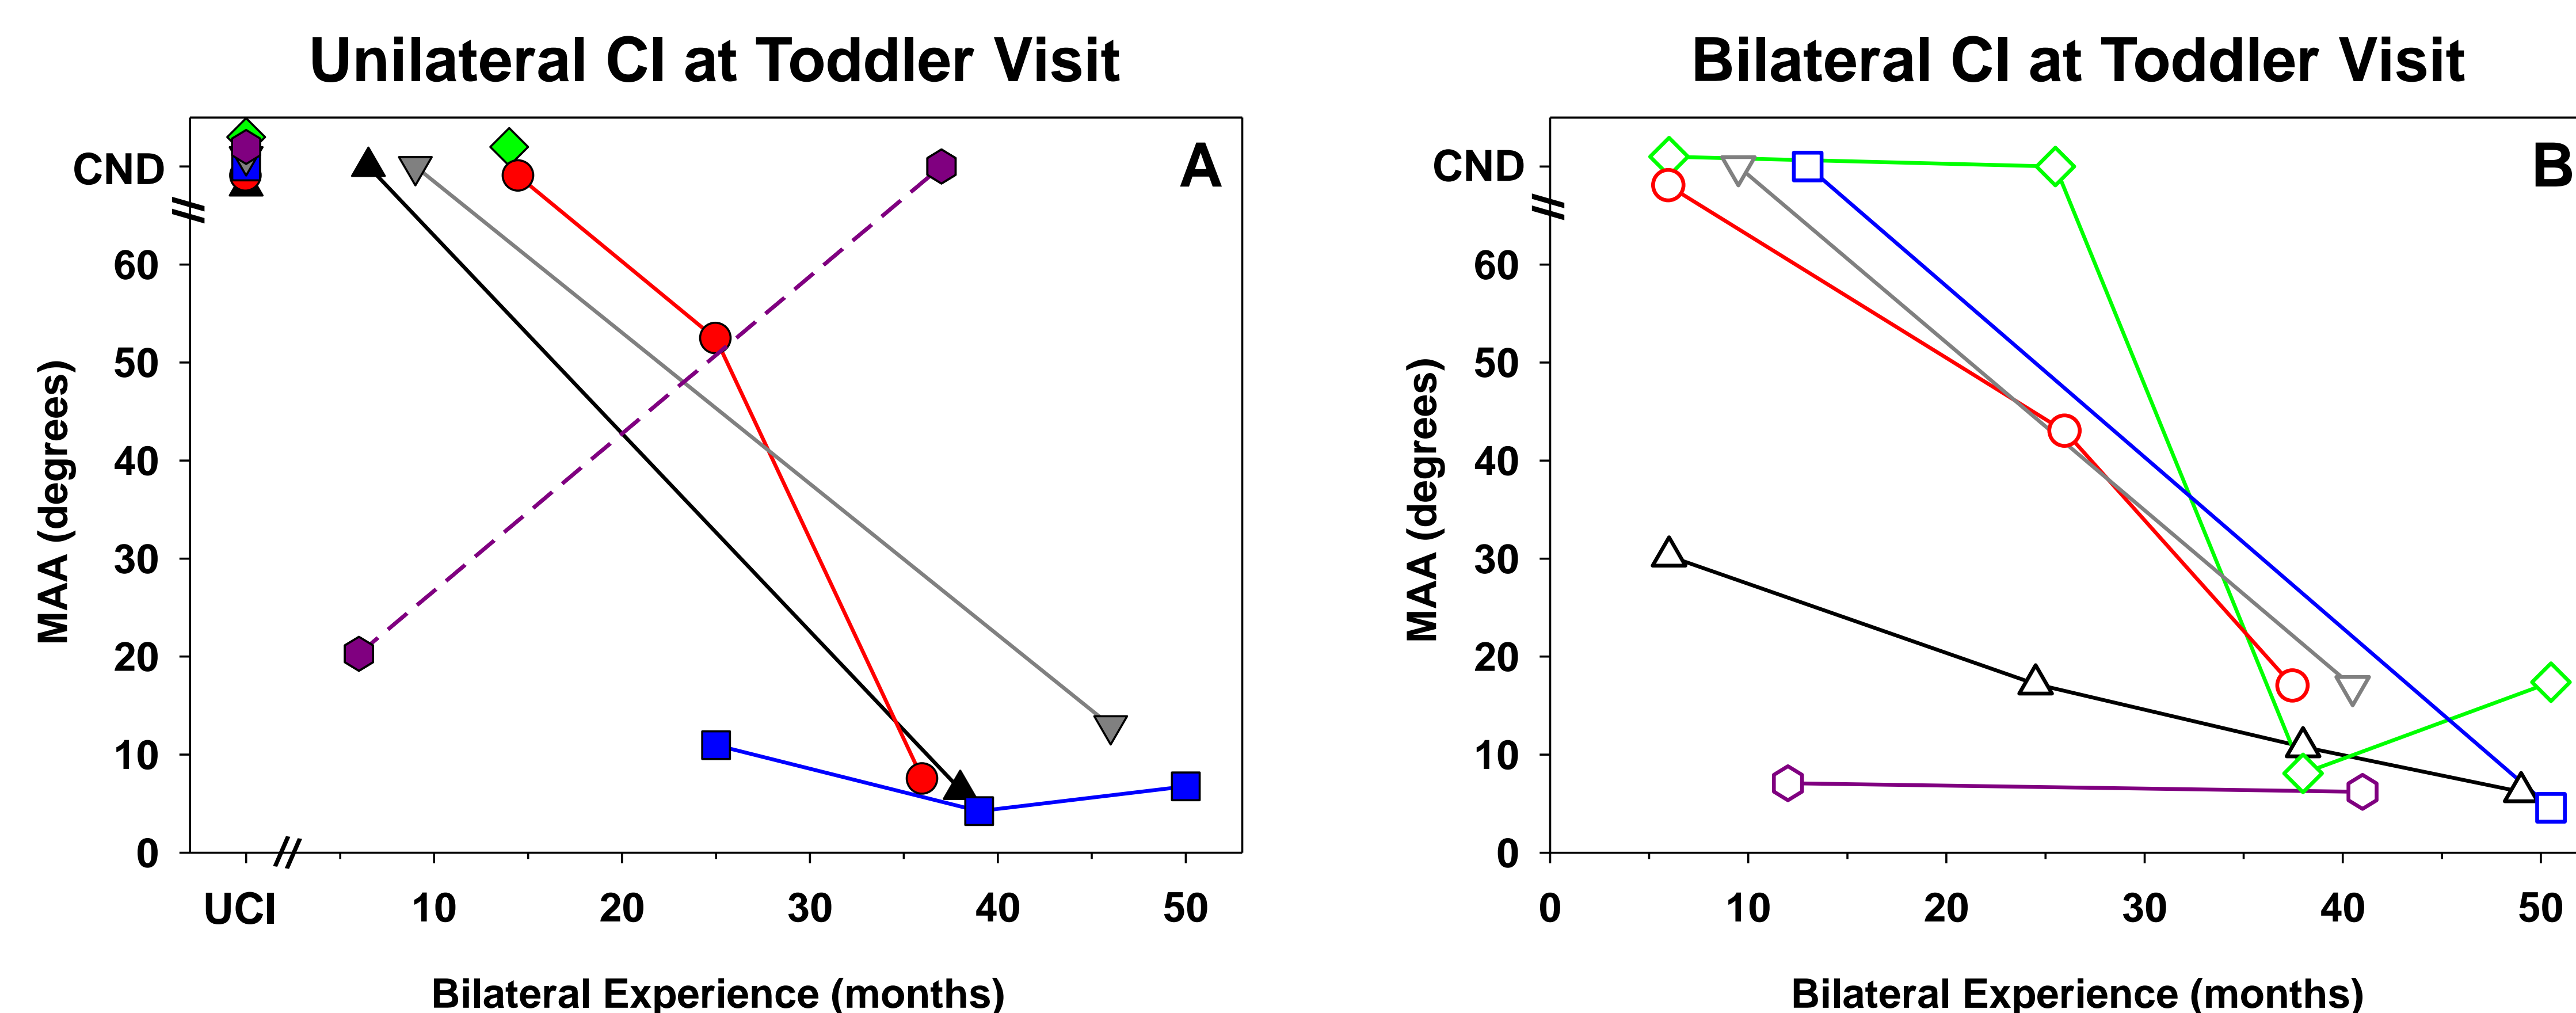 Unilateral CI at Toddler Visit
A
CND
60
50
40
30
20
10
0
MAA (degrees)
UCI 10 20 30 40 50
Bilateral Experience (months)
Bilateral CI at Toddler Visit
B
CND
60
50
40
30
20
10
0
MAA (degrees)
0 10 20 30 40 50
Bilateral Experience (months)